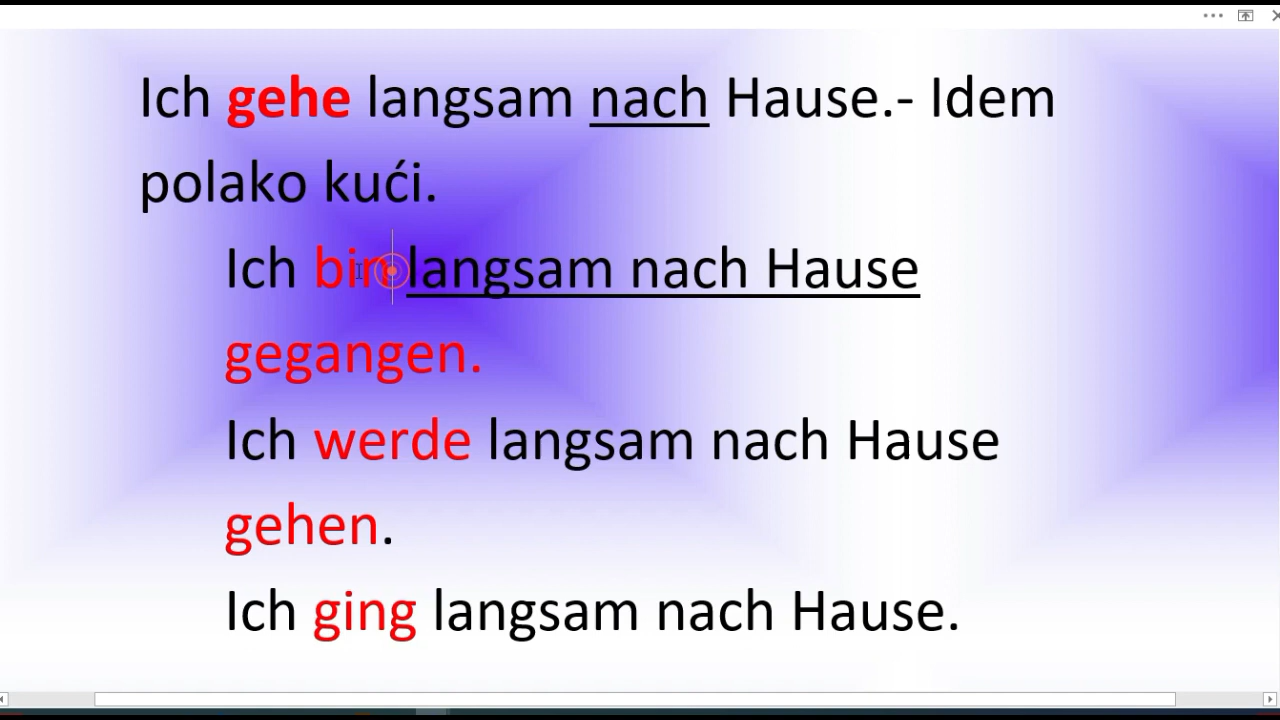 Ich gehe langsam nach Hause.- Idem
polako kući.
Ich bin langsam nach Hause
gegangen.
Ich werde langsam nach Hause
gehen.
Ich ging langsam nach Hause.